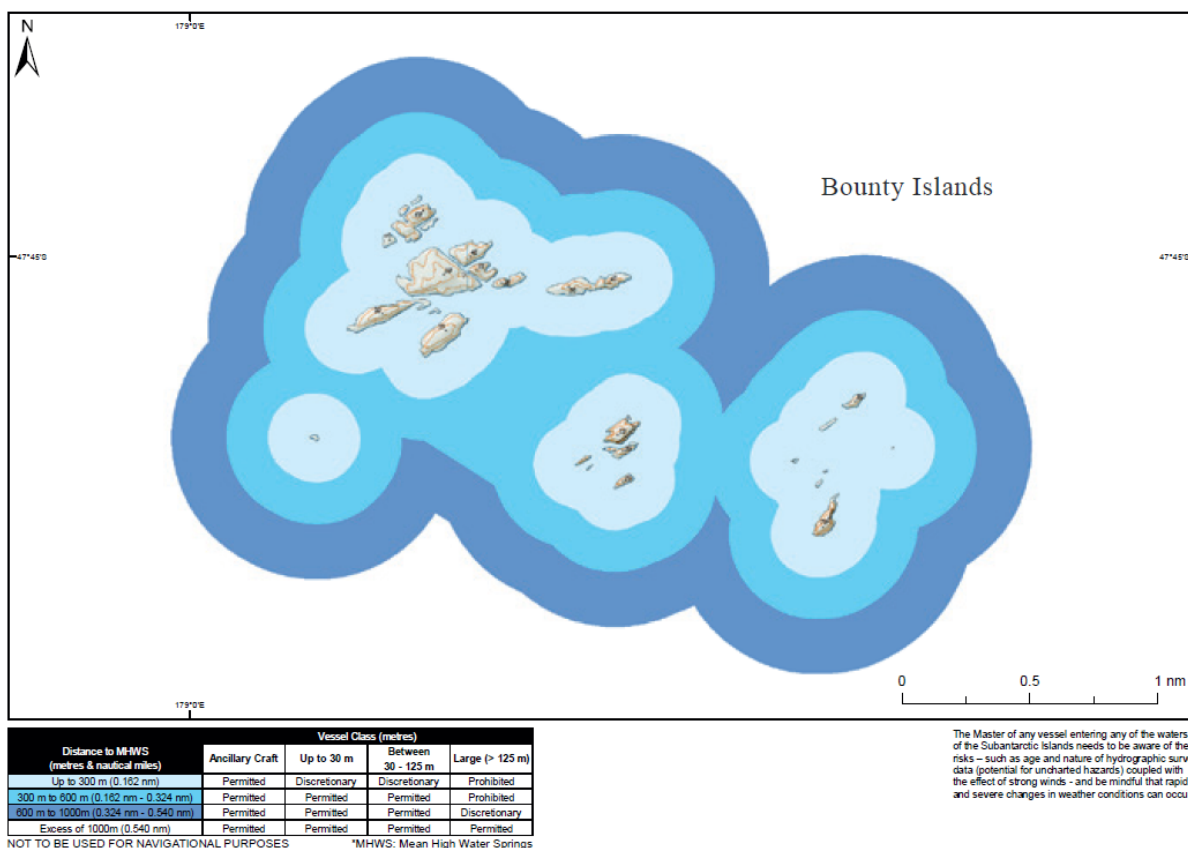 N
179°0'E
Bounty Islands
47°45'0
47°45'0
0 0.5 1 nm
179°0'E
Distance to MHWS
(metres & nautical miles)
Vessel Class (metres)
Ancillary Craft
Up to 30 m
Between
30 - 125 m
Large (> 125 m)
Up to 300 m (0.162 nm) Permitted Discretionary Discretionary Prohibited
300 m to 600 m (0.162 nm - 0.324 nm) Permitted Permitted Permitted Prohibited
600 m to 1000m (0.324 nm - 0.540 nm) Permitted Permitted Permitted Discretionary
Excess of 1000m (0.540 nm) Permitted Permitted Permitted Permitted
NOT TO BE USED FOR NAVIGATIONAL PURPOSES *MHWS: Mean High Water Springs
The Master of any vessel entering any of the waters
of the Subantarctic Islands needs to be aware of the
risks – such as age and nature of hydrographic surv
data (potential for uncharted hazards) coupled with
the effect of strong winds - and be mindful that rapid
and severe changes in weather conditions can occu